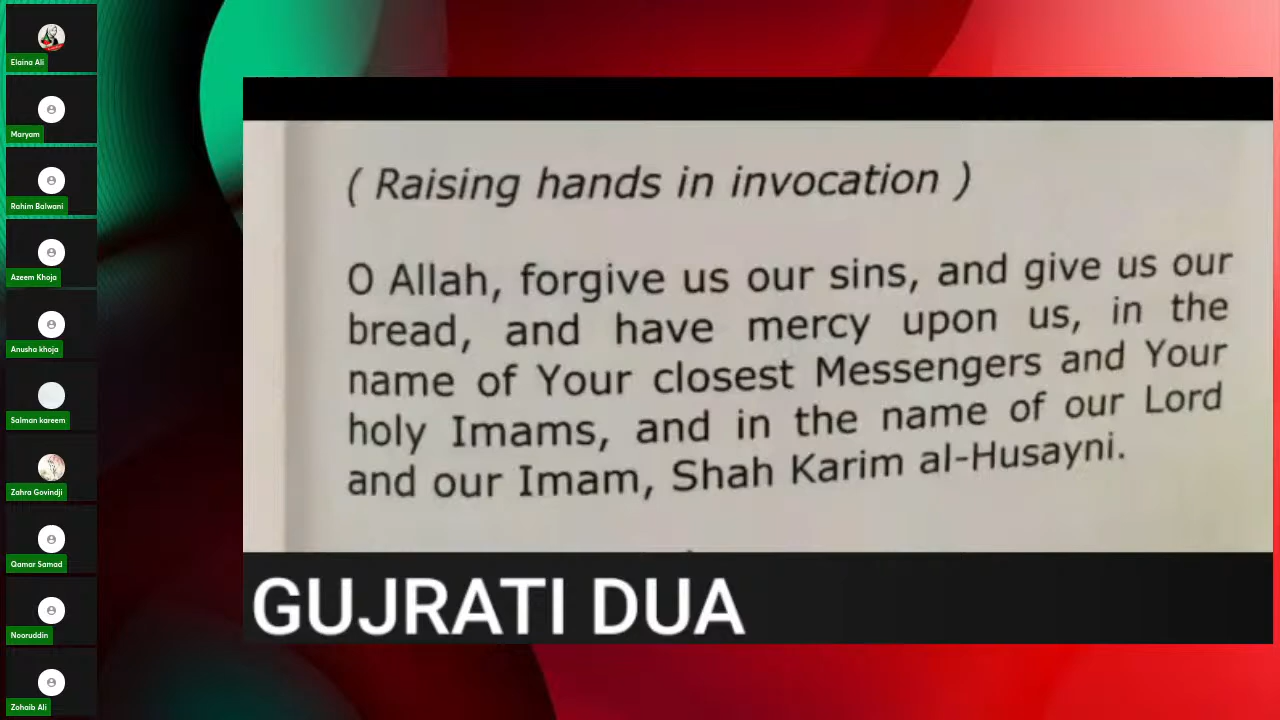 Elaina Ali
Maryam
Rahim Balwani
Azeem Khoja
Anusha khoja
Salman kareem
Zahra Govindji
Qamar Samad
Nooruddin
Zohaib Ali
( Raising hands in invocation )
O Allah, forgive us our sins, and give us our
bread, and have mercy upon us, in the
name of Your closest Messengers and Your
holy Imams, and in the name of our Lord
and our Imam, Shah Karim al-Husayni.
GUJRATI DUA